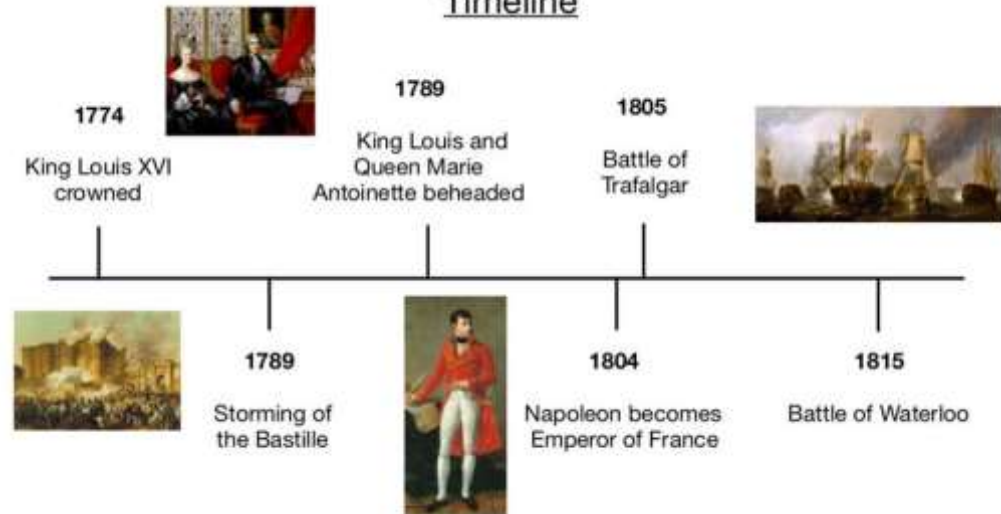 Timeline
1774
King Louis XVI
crowned
1789
King Louis and
Queen Marie
Antoinette beheaded
1805
Battle of
Trafalgar
1789
Storming of
the Bastille
1804
Napoleon becomes
Emperor of France
1815
Battle of Waterloo